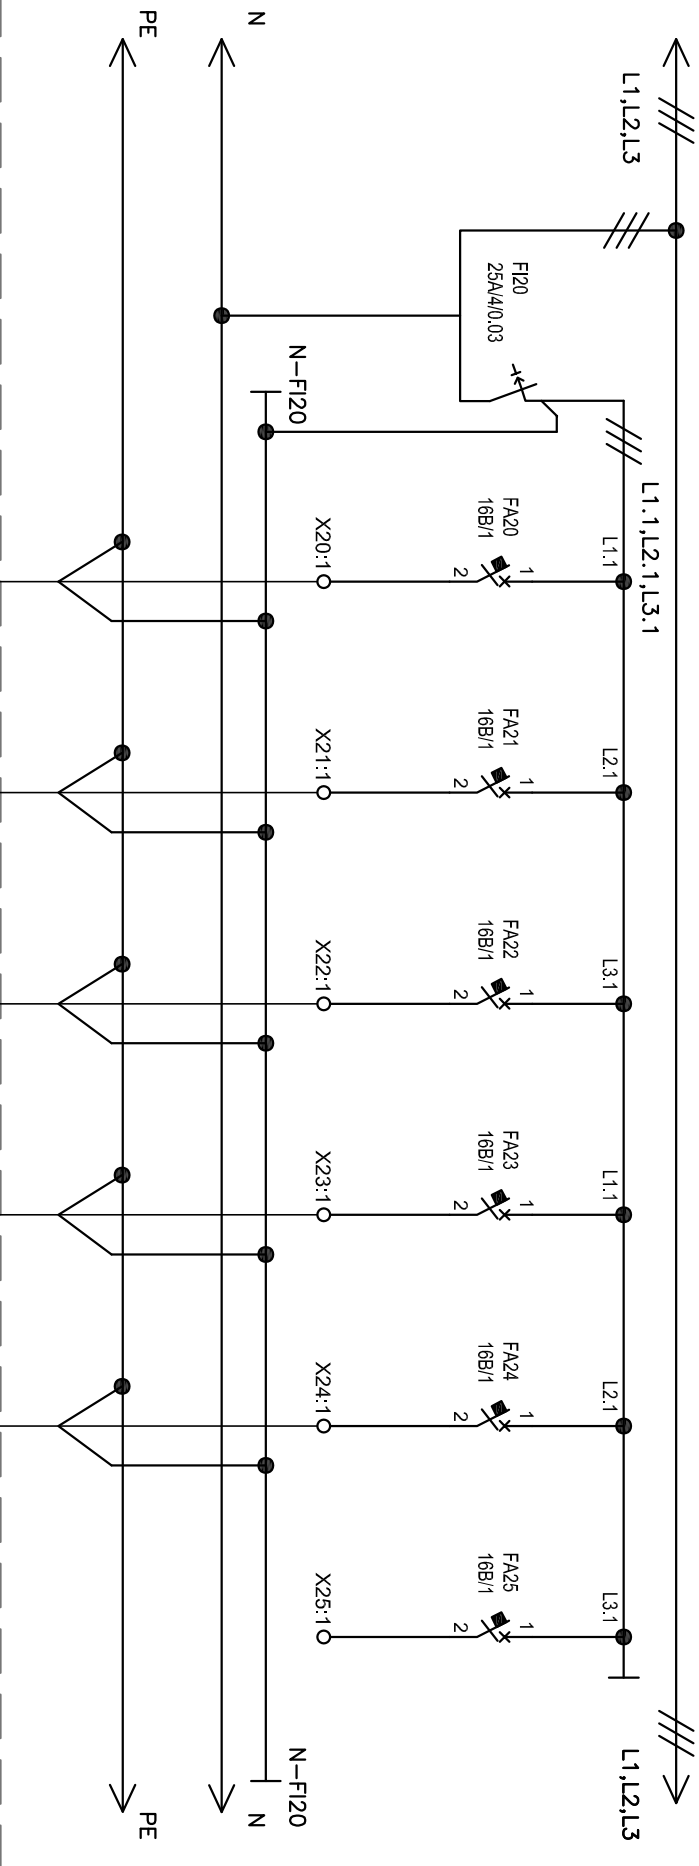 L1,L2,L3
L1,L2,L3
FI20
25A/4/0.03
L1.1,L2.1,L3.1
L1.1
L2.1
L3.1
L1.1
L2.1
L3.1
FA20
16B/1
1
2
FA21
16B/1
1
2
FA22
16B/1
1
2
FA23
16B/1
1
2
FA24
16B/1
1
2
FA25
16B/1
1
2
X20:1
X21:1
X22:1
X23:1
X24:1
X25:1
N-FI20
N-FI20
N
N
PE
PE